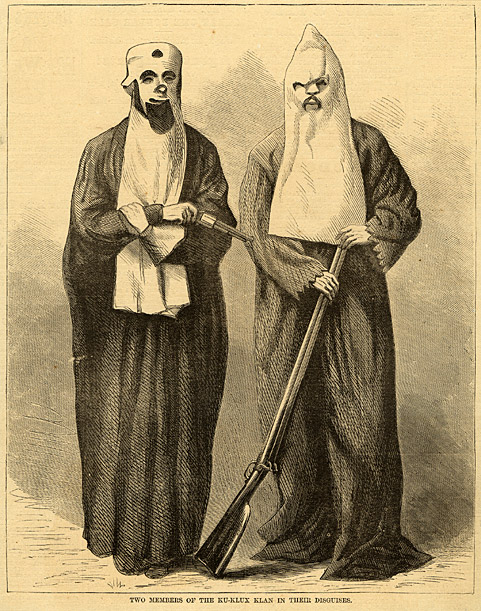 TWO MEMBERS OF THE KU-KLUX KLAN IN THEIR DISGUISES.